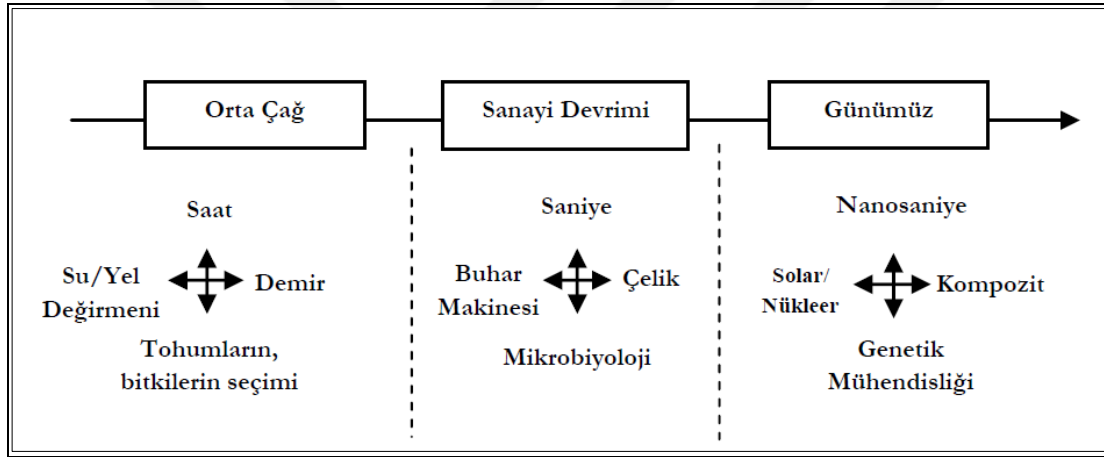 Orta Çağ
Sanayi Devrimi
Günümüz
Saat
Su/Yel
Değirmeni
Demir
Tohumların,
bitkilerin seçimi
Saniye
Buhar
Makinesi
Çelik
Mikrobiyoloji
Nanosaniye
Solar/
Nükleer
Kompozit
Genetik
Mühendisliği